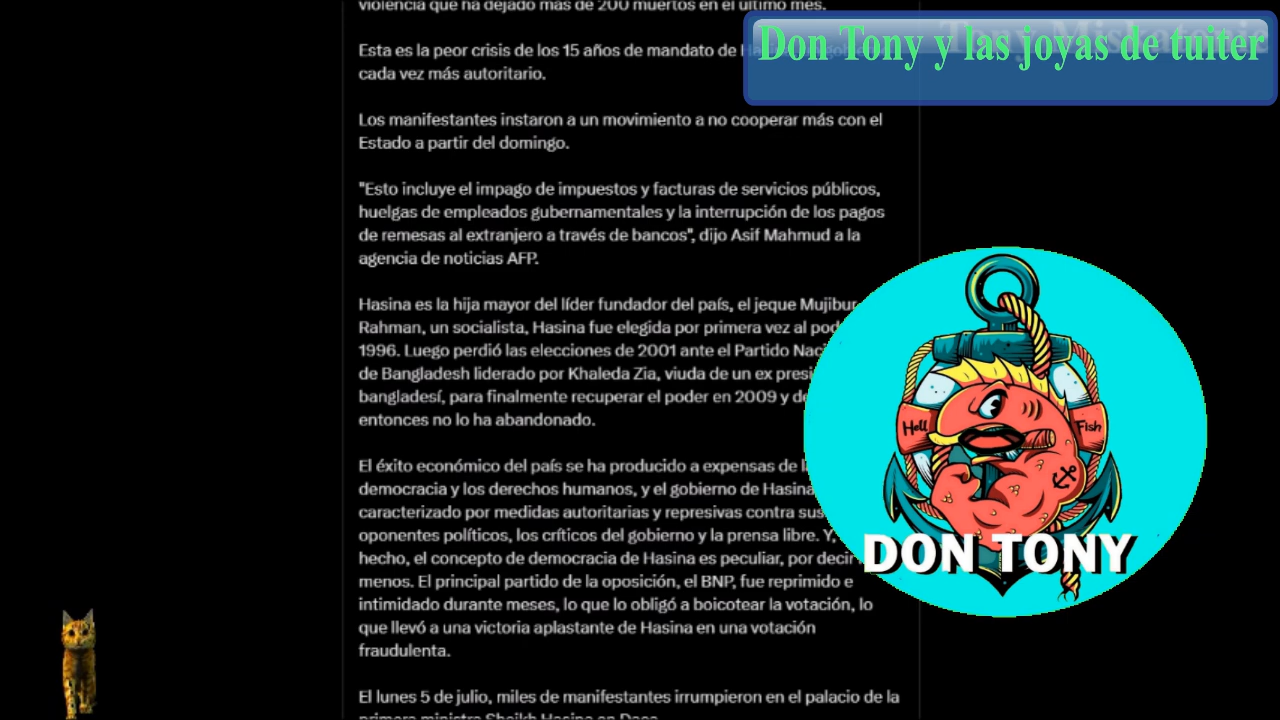 violencia que ha dejado más de 200 muertos en el último mes.
Don Tony y las joyas de tuiter
Esta es la peor crisis de los 15 años de mandato de
cada vez más autoritario.
Los manifestantes instaron a un movimiento a no cooperar más con el
Estado a partir del domingo.
"Esto incluye el impago de impuestos y facturas de servicios públicos,
huelgas de empleados gubernamentales y la interrupción de los pagos
de remesas al extranjero a través de bancos", dijo Asif Mahmud a la
agencia de noticias AFP.
Hasina es la hija mayor del líder fundador del país, el jeque Mujibur
Rahman, un socialista, Hasina fue elegida por primera vez al
1996. Luego perdió las elecciones de 2001 ante el Partido
de Bangladesh liderado por Khaleda Zia, viuda de un ex
bangladesí, para finalmente recuperar el poder en 2009 y
entonces no lo ha abandonado.
El éxito económico del país se ha producido a expensas de
democracia y los derechos humanos, y el gobierno de Hasina
caracterizado por medidas autoritarias y represivas contra sus
oponentes políticos, los críticos del gobierno y la prensa libre. Y,
hecho, el concepto de democracia de Hasina es peculiar, por decir
menos. El principal partido de la oposición, el BNP, fue reprimido e
intimidado durante meses, lo que lo obligó a boicotear la votación, lo
que llevó a una victoria aplastante de Hasina en una votación
fraudulenta.
El lunes 5 de julio, miles de manifestantes irrumpieron en el palacio de la
primera ministra Sheikh Hasina en Daca
Hell Fish
DON TONY